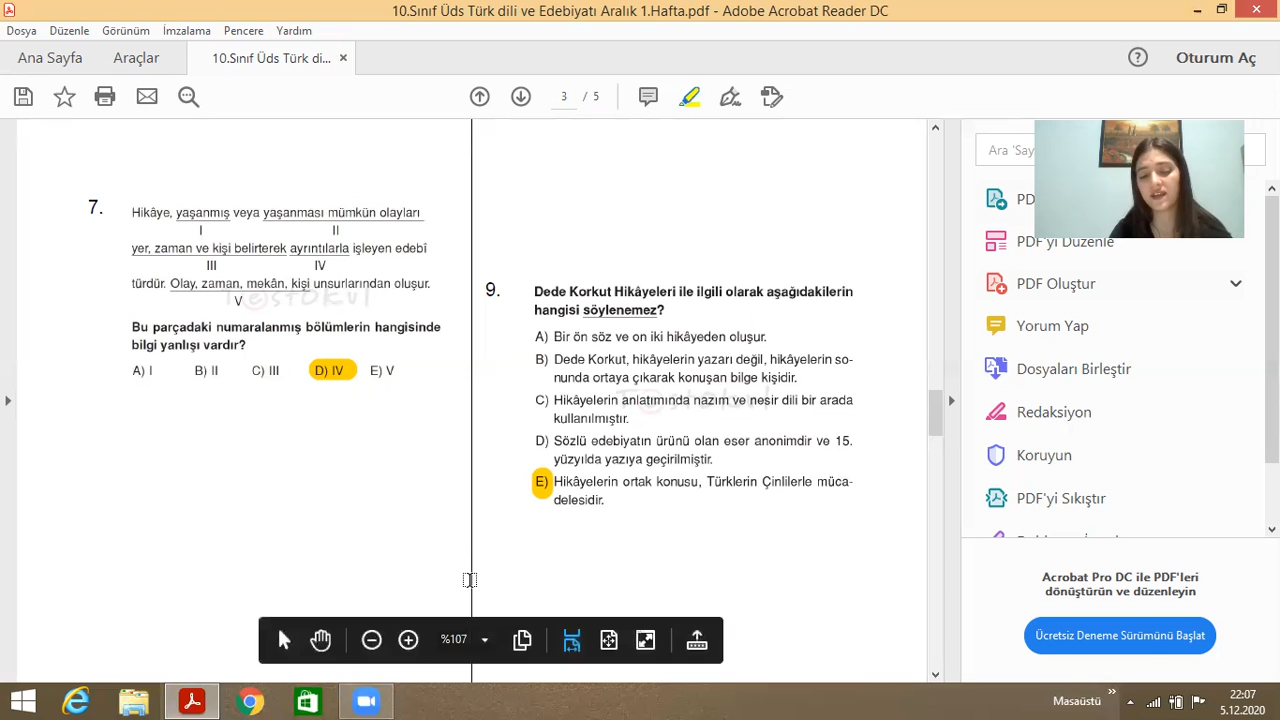 10.Sınıf Üds Türk dili ve Edebiyatı Aralık 1.Hafta.pdf - Adobe Acrobat Reader DC
Dosya Düzenle Görünüm İmzalama Pencere Yardım
Ana Sayfa Araçlar 10.Sınıf Üds Türk di... × Oturum Aç
3 / 5
7. Hikâye, yaşanmış veya yaşanması mümkün olayları
I II
yer, zaman ve kişi belirterek ayrıntılarla işleyen edebî
III IV
türdür. Olay, zaman, mekân, kişi unsurlarından oluşur.
V
Bu parçadaki numaralanmış bölümlerin hangisinde
bilgi yanlışı vardır?
A) I B) II C) III D) IV E) V
9. Dede Korkut Hikâyeleri ile ilgili olarak aşağıdakilerin
hangisi söylenemez?
A) Bir ön söz ve on iki hikâyeden oluşur.
B) Dede Korkut, hikâyelerin yazarı değil, hikâyelerin so-
nunda ortaya çıkarak konuşan bilge kişidir.
C) Hikâyelerin anlatımında nazım ve nesir dili bir arada
kullanılmıştır.
D) Sözlü edebiyatın ürünü olan eser anonimdir ve 15.
yüzyılda yazıya geçirilmiştir.
E) Hikâyelerin ortak konusu, Türklerin Çinlilerle müca-
delesidir.
Ara 'Say
PD
PDF'yi Düzenle
PDF Oluştur
Yorum Yap
Dosyaları Birleştir
Redaksiyon
Koruyun
PDF'yi Sıkıştır
Acrobat Pro DC ile PDF'leri
dönüştürün ve düzenleyin
Ücretsiz Deneme Sürümünü Başlat
%107
Masaüstü
22:07
5.12.2020